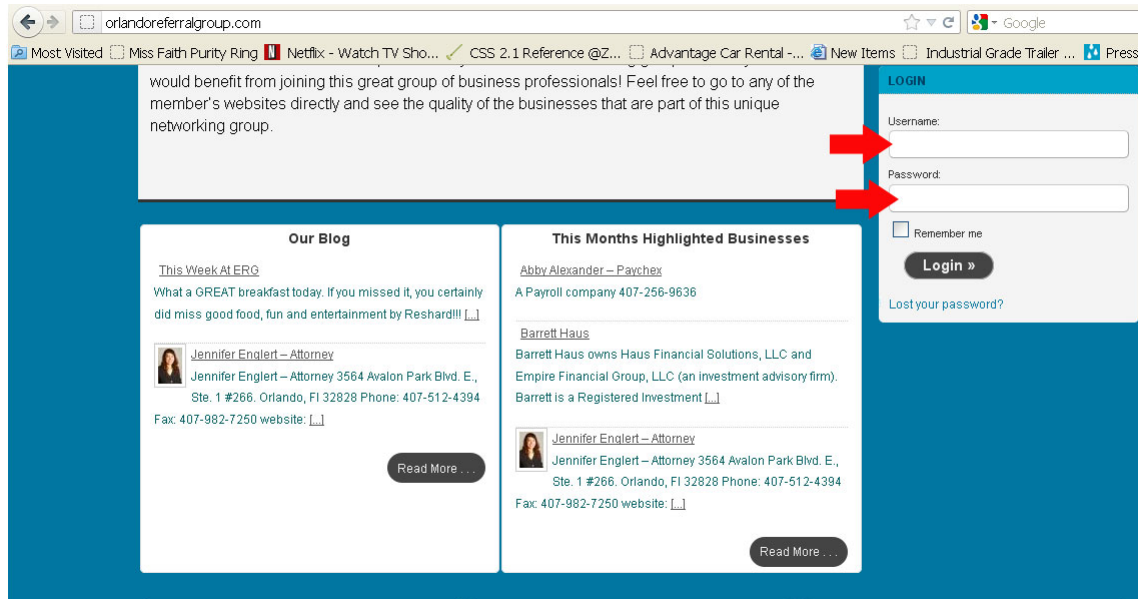 orlandoreferralgroup.com
Google
Most Visited Miss Faith Purity Ring Netflix - Watch TV Sho... CSS 2.1 Reference @Z... Advantage Car Rental -... New Items Industrial Grade Trailer ... Press
would benefit from joining this great group of business professionals! Feel free to go to any of the
member's websites directly and see the quality of the businesses that are part of this unique
networking group.
LOGIN
Username:
Password:
Remember me
Login »
Lost your password?
Our Blog
This Week At ERG
What a GREAT breakfast today. If you missed it, you certainly
did miss good food, fun and entertainment by Reshard!!! [...]
Jennifer Englert – Attorney
Jennifer Englert – Attorney 3564 Avalon Park Blvd. E.,
Ste. 1 #266. Orlando, Fl 32828 Phone: 407-512-4394
Fax: 407-982-7250 website: [...]
Read More . . .
This Months Highlighted Businesses
Abby Alexander – Paychex
A Payroll company 407-256-9636
Barrett Haus
Barrett Haus owns Haus Financial Solutions, LLC and
Empire Financial Group, LLC (an investment advisory firm).
Barrett is a Registered Investment [...]
Jennifer Englert – Attorney
Jennifer Englert – Attorney 3564 Avalon Park Blvd. E.,
Ste. 1 #266. Orlando, Fl 32828 Phone: 407-512-4394
Fax: 407-982-7250 website: [...]
Read More . . .